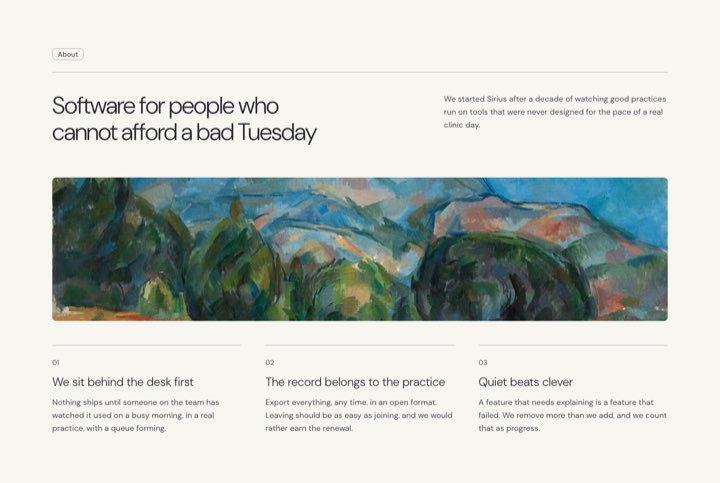 About
Software for people who
cannot afford a bad Tuesday
We started Sirius after a decade of watching good practices
run on tools that were never designed for the pace of a real
clinic day.
01
We sit behind the desk first
Nothing ships until someone on the team has
watched it used on a busy morning, in a real
practice, with a queue forming.
02
The record belongs to the practice
Export everything, any time, in an open format.
Leaving should be as easy as joining, and we would
rather earn the renewal.
03
Quiet beats clever
A feature that needs explaining is a feature that
failed. We remove more than we add, and we count
that as progress.